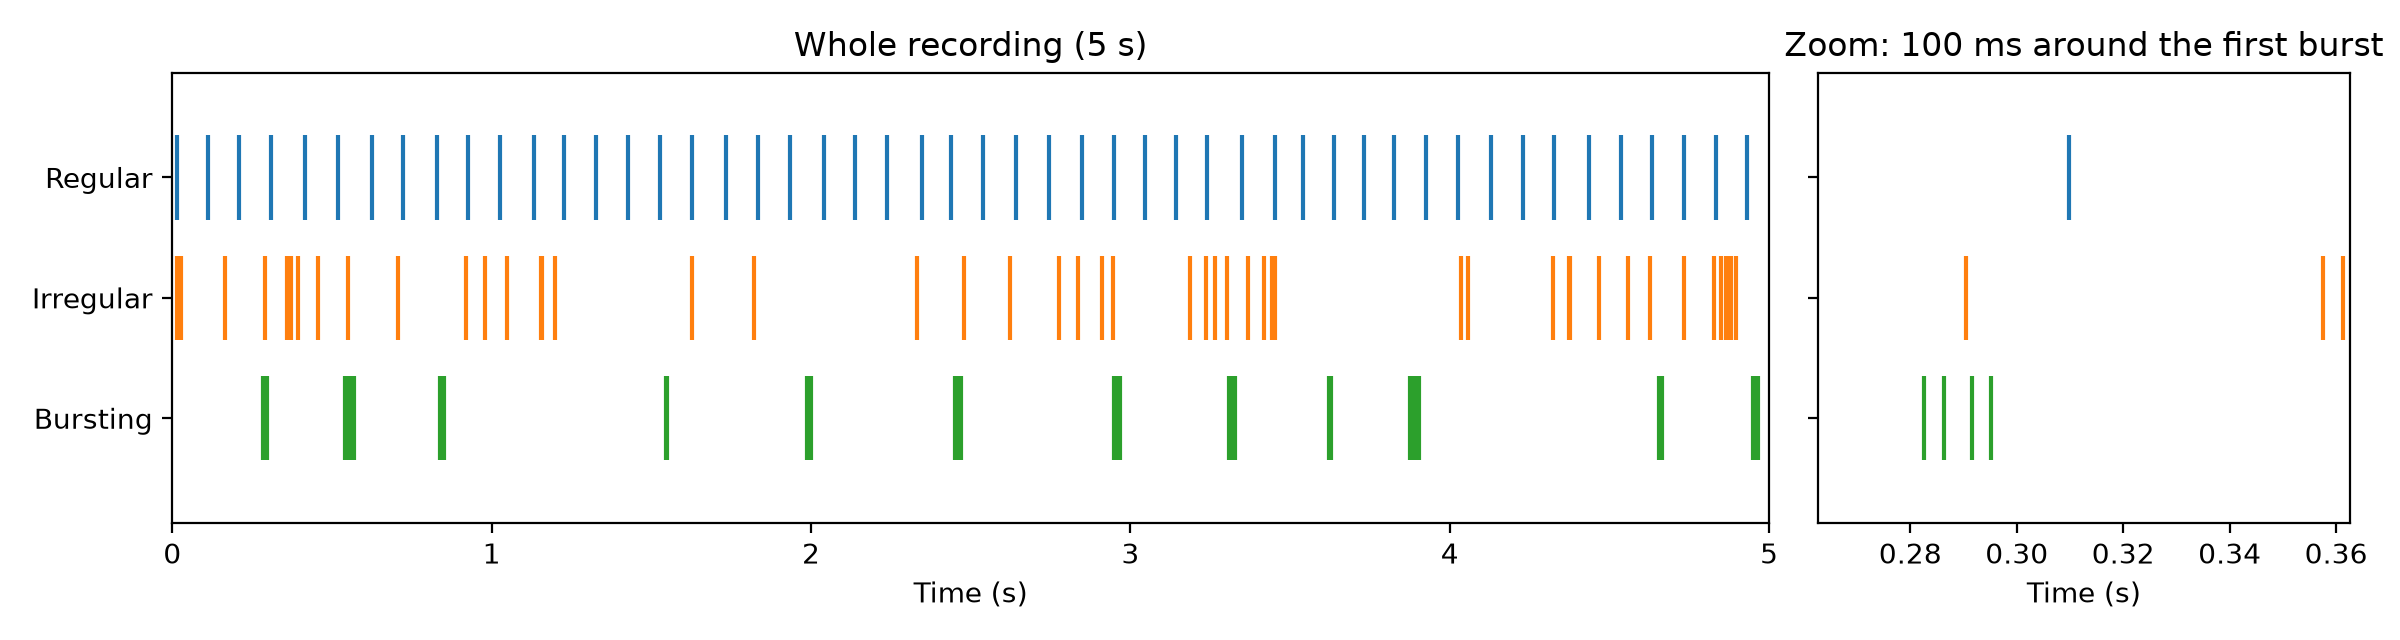 Whole recording (5 s)
Zoom: 100 ms around the first burst
Regular
Irregular
Bursting
0 1 2 3 4 5
0.28 0.30 0.32 0.34 0.36
Time (s)
Time (s)